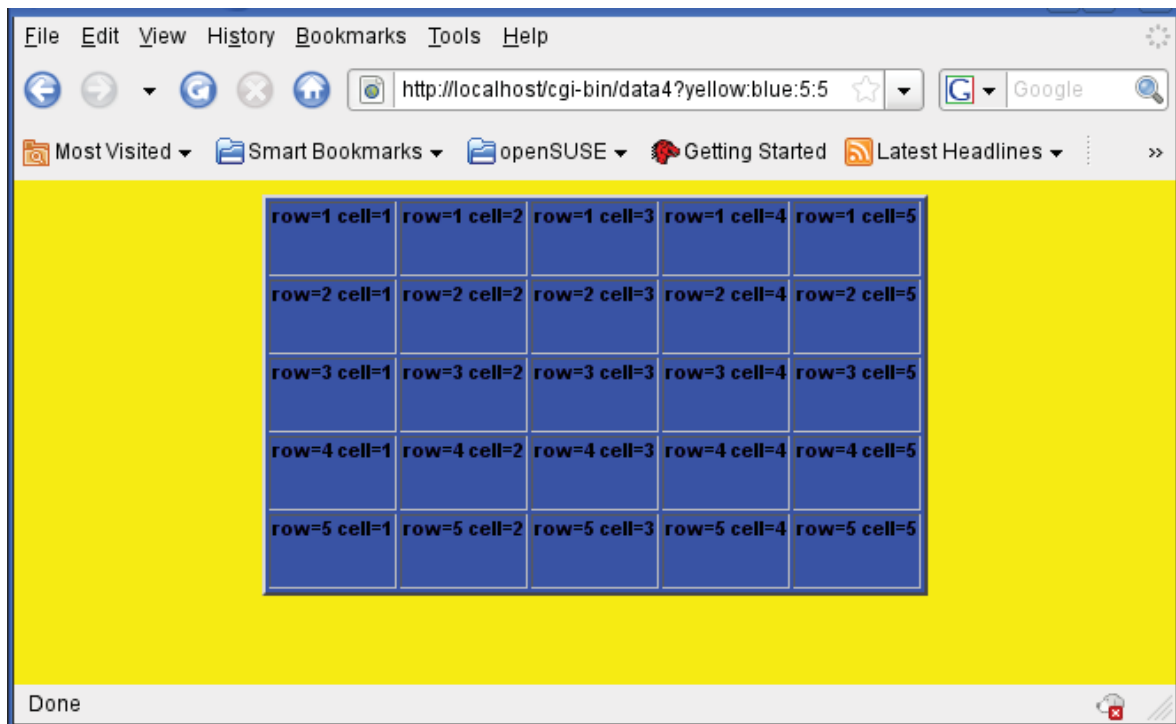 File Edit View History Bookmarks Tools Help
http://localhost/cgi-bin/data4?yellow:blue:5:5 G Google
Most Visited Smart Bookmarks openSUSE Getting Started Latest Headlines »
row=1 cell=1 row=1 cell=2 row=1 cell=3 row=1 cell=4 row=1 cell=5
row=2 cell=1 row=2 cell=2 row=2 cell=3 row=2 cell=4 row=2 cell=5
row=3 cell=1 row=3 cell=2 row=3 cell=3 row=3 cell=4 row=3 cell=5
row=4 cell=1 row=4 cell=2 row=4 cell=3 row=4 cell=4 row=4 cell=5
row=5 cell=1 row=5 cell=2 row=5 cell=3 row=5 cell=4 row=5 cell=5
Done